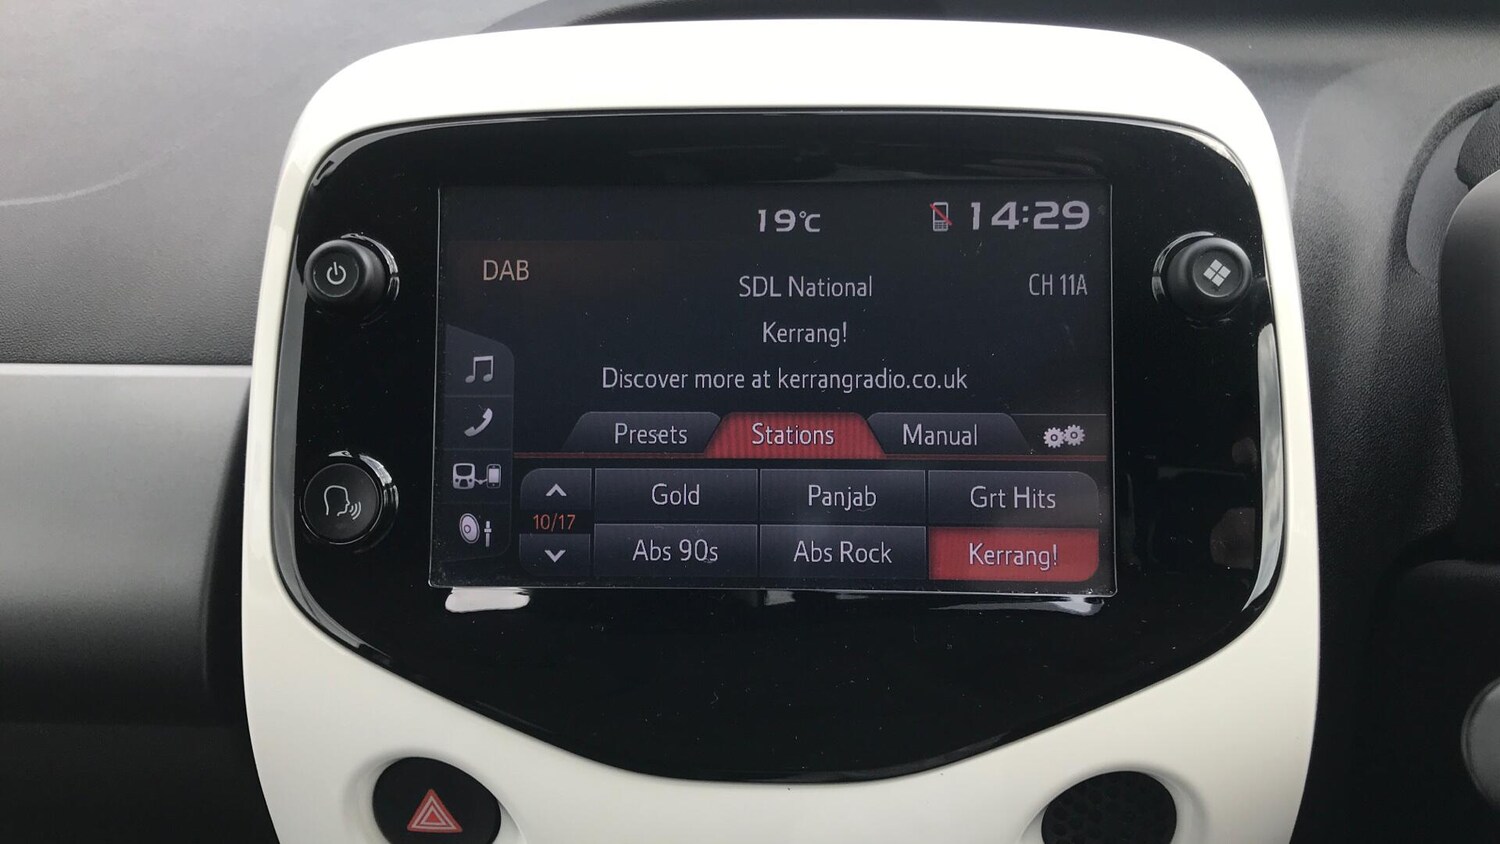 19°C 14:29
DAB SDL National CH 11A
Kerrang!
Discover more at kerrangradio.co.uk
Presets Stations Manual
Gold Panjab Grt Hits
10/17
Abs 90s Abs Rock Kerrang!